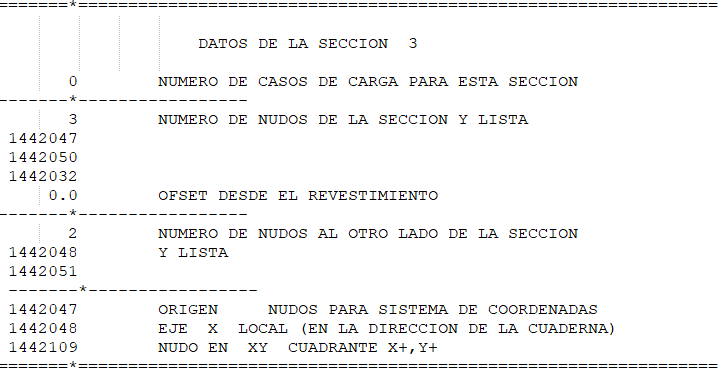 =======*================================================================
DATOS DE LA SECCION  3
0        NUMERO DE CASOS DE CARGA PARA ESTA SECCION
-------*-----------------
3        NUMERO DE NUDOS DE LA SECCION Y LISTA
1442047
1442050
1442032
0.0        OFSET DESDE EL REVESTIMIENTO
-------*-----------------
2        NUMERO DE NUDOS AL OTRO LADO DE LA SECCION
1442048        Y LISTA
1442051
-------*-----------------
1442047        ORIGEN     NUDOS PARA SISTEMA DE COORDENADAS
1442048        EJE  X  LOCAL (EN LA DIRECCION DE LA CUADERNA)
1442109        NUDO EN  XY  CUADRANTE X+,Y+
=======*================================================================